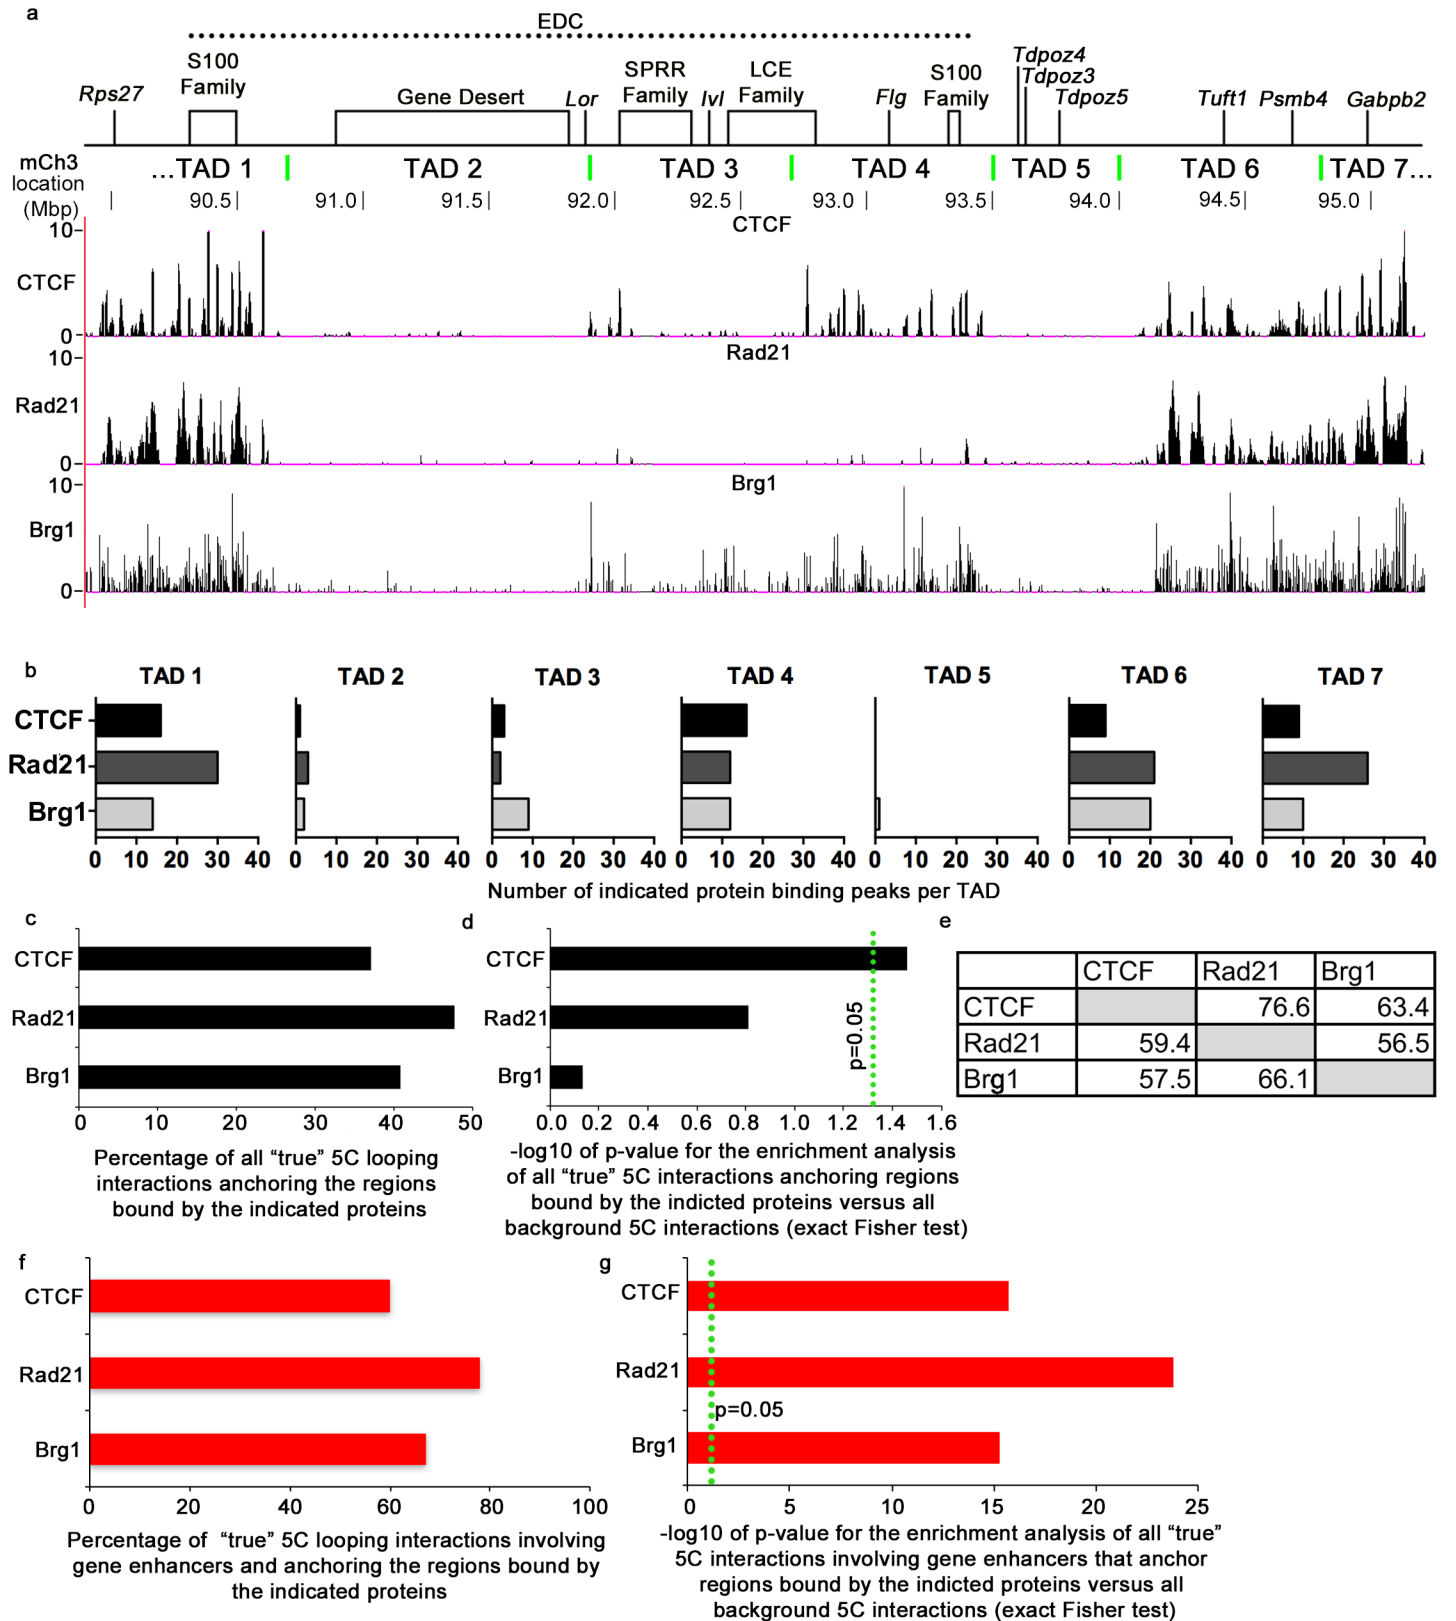 a
EDC
S100
Family
Rps27
Gene Desert
Lor
SPRR
Family
Ivl
LCE
Family
Flg
S100
Family
Tdpoz4
Tdpoz3
Tdpoz5
Tuft1
Psmb4
Gabpb2
mCh3
location
(Mbp)
...TAD 1
TAD 2
TAD 3
TAD 4
TAD 5
TAD 6
TAD 7...
90.5
91.0
91.5
92.0
92.5
93.0
93.5
94.0
94.5
95.0
CTCF
10
CTCF
0
Rad21
10
Rad21
0
Brg1
10
Brg1
0
b
TAD 1
TAD 2
TAD 3
TAD 4
TAD 5
TAD 6
TAD 7
CTCF
Rad21
Brg1
0 10 20 30 40
0 10 20 30 40
0 10 20 30 40
0 10 20 30 40
0 10 20 30 40
0 10 20 30 40
0 10 20 30 40
Number of indicated protein binding peaks per TAD
c
CTCF
Rad21
Brg1
0 10 20 30 40 50
Percentage of all “true” 5C looping
interactions anchoring the regions
bound by the indicated proteins
d
CTCF
Rad21
Brg1
p=0.05
0.0 0.2 0.4 0.6 0.8 1.0 1.2 1.4 1.6
-log10 of p-value for the enrichment analysis
of all “true” 5C interactions anchoring regions
bound by the indicted proteins versus all
background 5C interactions (exact Fisher test)
e
CTCF Rad21 Brg1
CTCF 76.6 63.4
Rad21 59.4 56.5
Brg1 57.5 66.1
f
CTCF
Rad21
Brg1
0 20 40 60 80 100
Percentage of “true” 5C looping interactions involving
gene enhancers and anchoring the regions bound by
the indicated proteins
g
CTCF
Rad21
p=0.05
Brg1
0 5 10 15 20 25
-log10 of p-value for the enrichment analysis of all “true”
5C interactions involving gene enhancers that anchor
regions bound by the indicted proteins versus all
background 5C interactions (exact Fisher test)